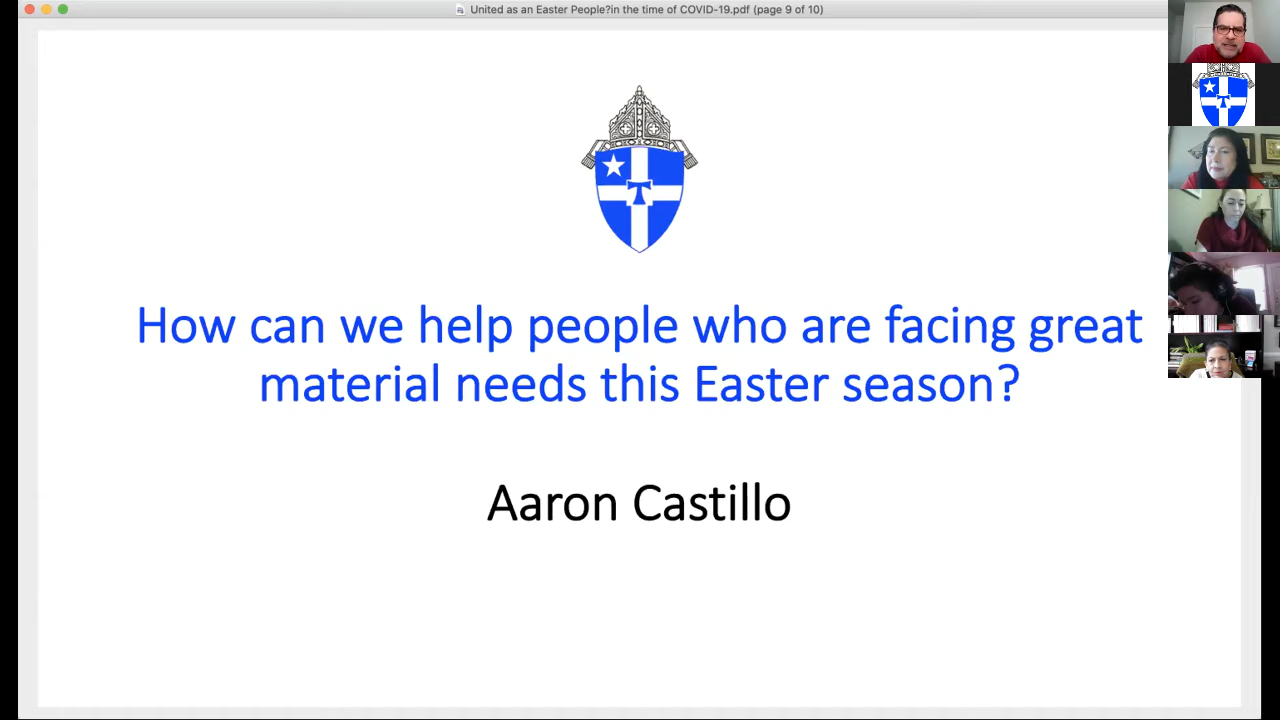 United as an Easter People?in the time of COVID-19.pdf (page 9 of 10)
How can we help people who are facing great
material needs this Easter season?
Aaron Castillo